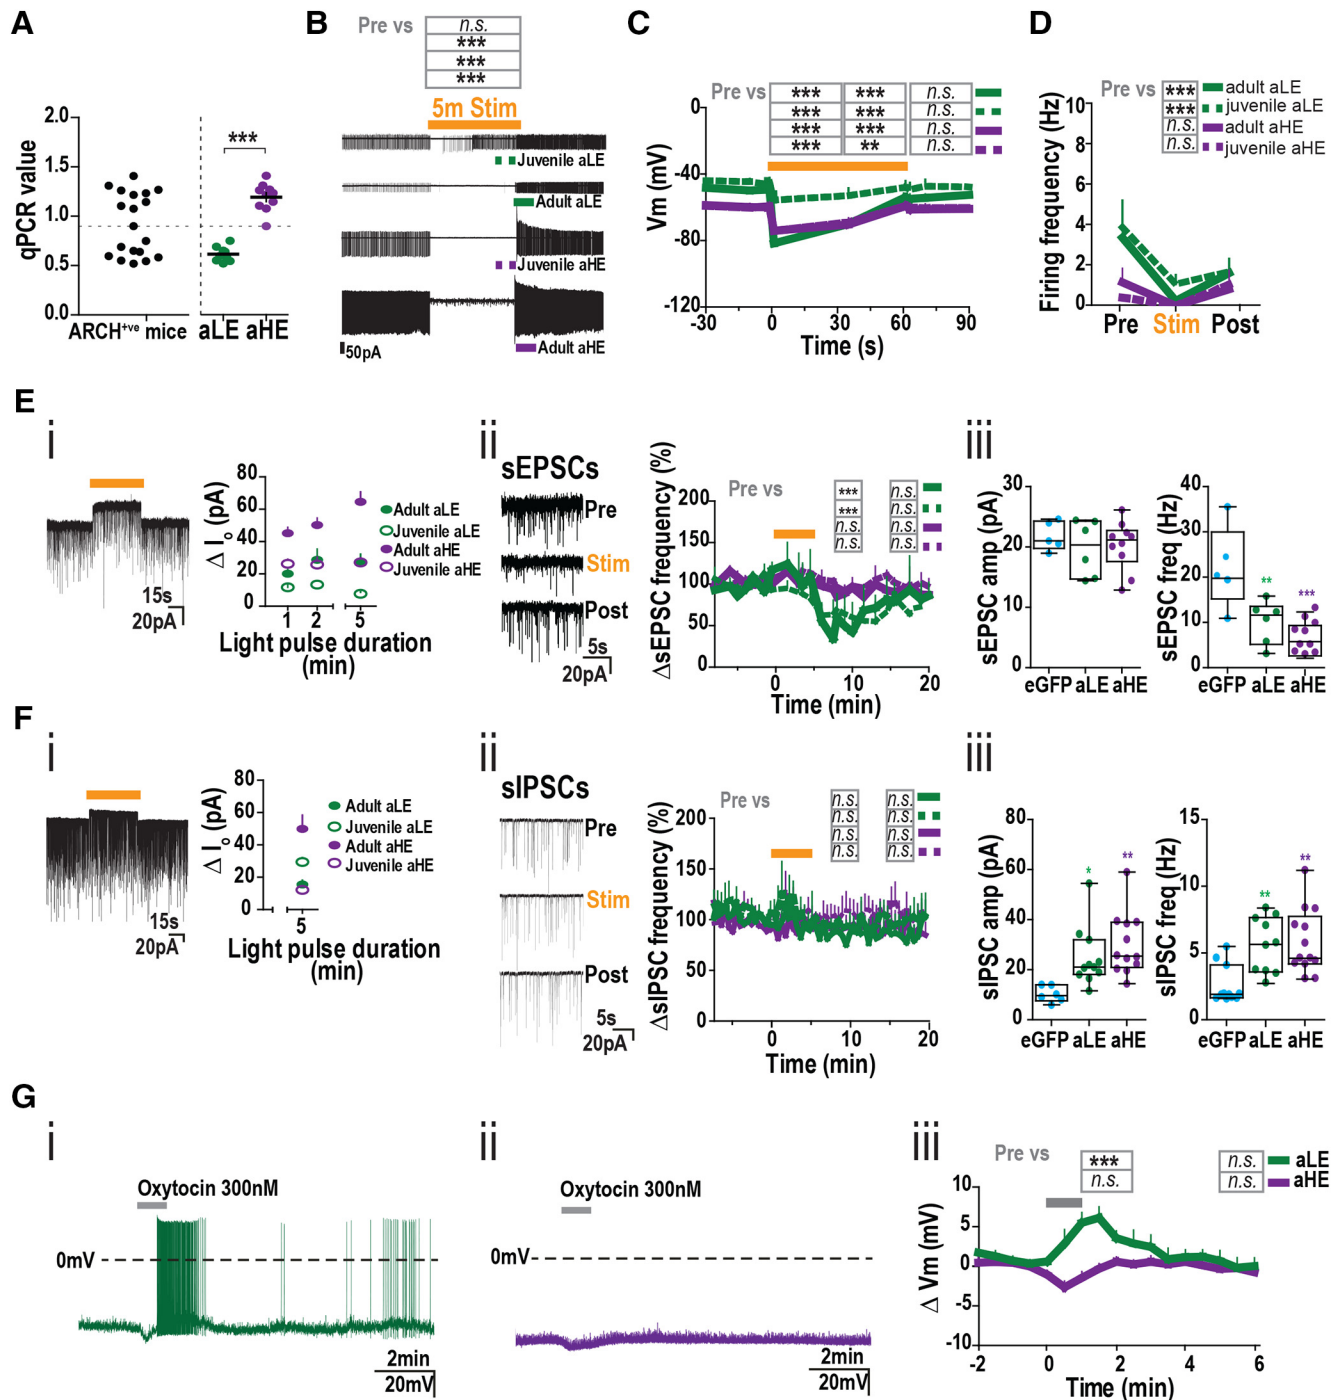 A
qPCR value
2.0
1.5
1.0
0.5
0.0
***
ARCH+ve mice
aLE aHE
B
Pre vs
n.s.
***
***
***
5m Stim
Juvenile aLE
Adult aLE
Juvenile aHE
Adult aHE
50pA
C
Pre vs
*** *** n.s.
*** *** n.s.
*** *** n.s.
*** ** n.s.
Vm (mV)
0
-40
-80
-120
-30 0 30 60 90
Time (s)
D
Pre vs
*** adult aLE
*** juvenile aLE
n.s. adult aHE
n.s. juvenile aHE
Firing frequency (Hz)
10
8
6
4
2
0
Pre Stim Post
E
i
15s
20pA
Δ Io (pA)
80
60
40
20
0
1 2 5
Light pulse duration
(min)
Adult aLE
Juvenile aLE
Adult aHE
Juvenile aHE
ii
sEPSCs
Pre
Stim
Post
5s
20pA
ΔsEPSC frequency (%)
200
150
100
50
0
Pre vs
*** n.s.
*** n.s.
n.s. n.s.
n.s. n.s.
0 10 20
Time (min)
iii
sEPSC amp (pA)
30
20
10
0
eGFP aLE aHE
sEPSC freq (Hz)
40
30
20
10
0
** ***
eGFP aLE aHE
F
i
15s
20pA
Δ Io (pA)
80
60
40
20
0
5
Light pulse duration
(min)
Adult aLE
Juvenile aLE
Adult aHE
Juvenile aHE
ii
sIPSCs
Pre
Stim
Post
5s
20pA
ΔsIPSC frequency (%)
200
150
100
50
0
Pre vs
n.s. n.s.
n.s. n.s.
n.s. n.s.
n.s. n.s.
0 10 20
Time (min)
iii
sIPSC amp (pA)
80
60
40
20
0
* **
eGFP aLE aHE
sIPSC freq (Hz)
15
10
5
0
** **
eGFP aLE aHE
G
i
Oxytocin 300nM
0mV
2min
20mV
ii
Oxytocin 300nM
0mV
2min
20mV
iii
Pre vs
*** n.s. aLE
n.s. n.s. aHE
Δ Vm (mV)
10
5
0
-5
-10
-2 0 2 4 6
Time (min)